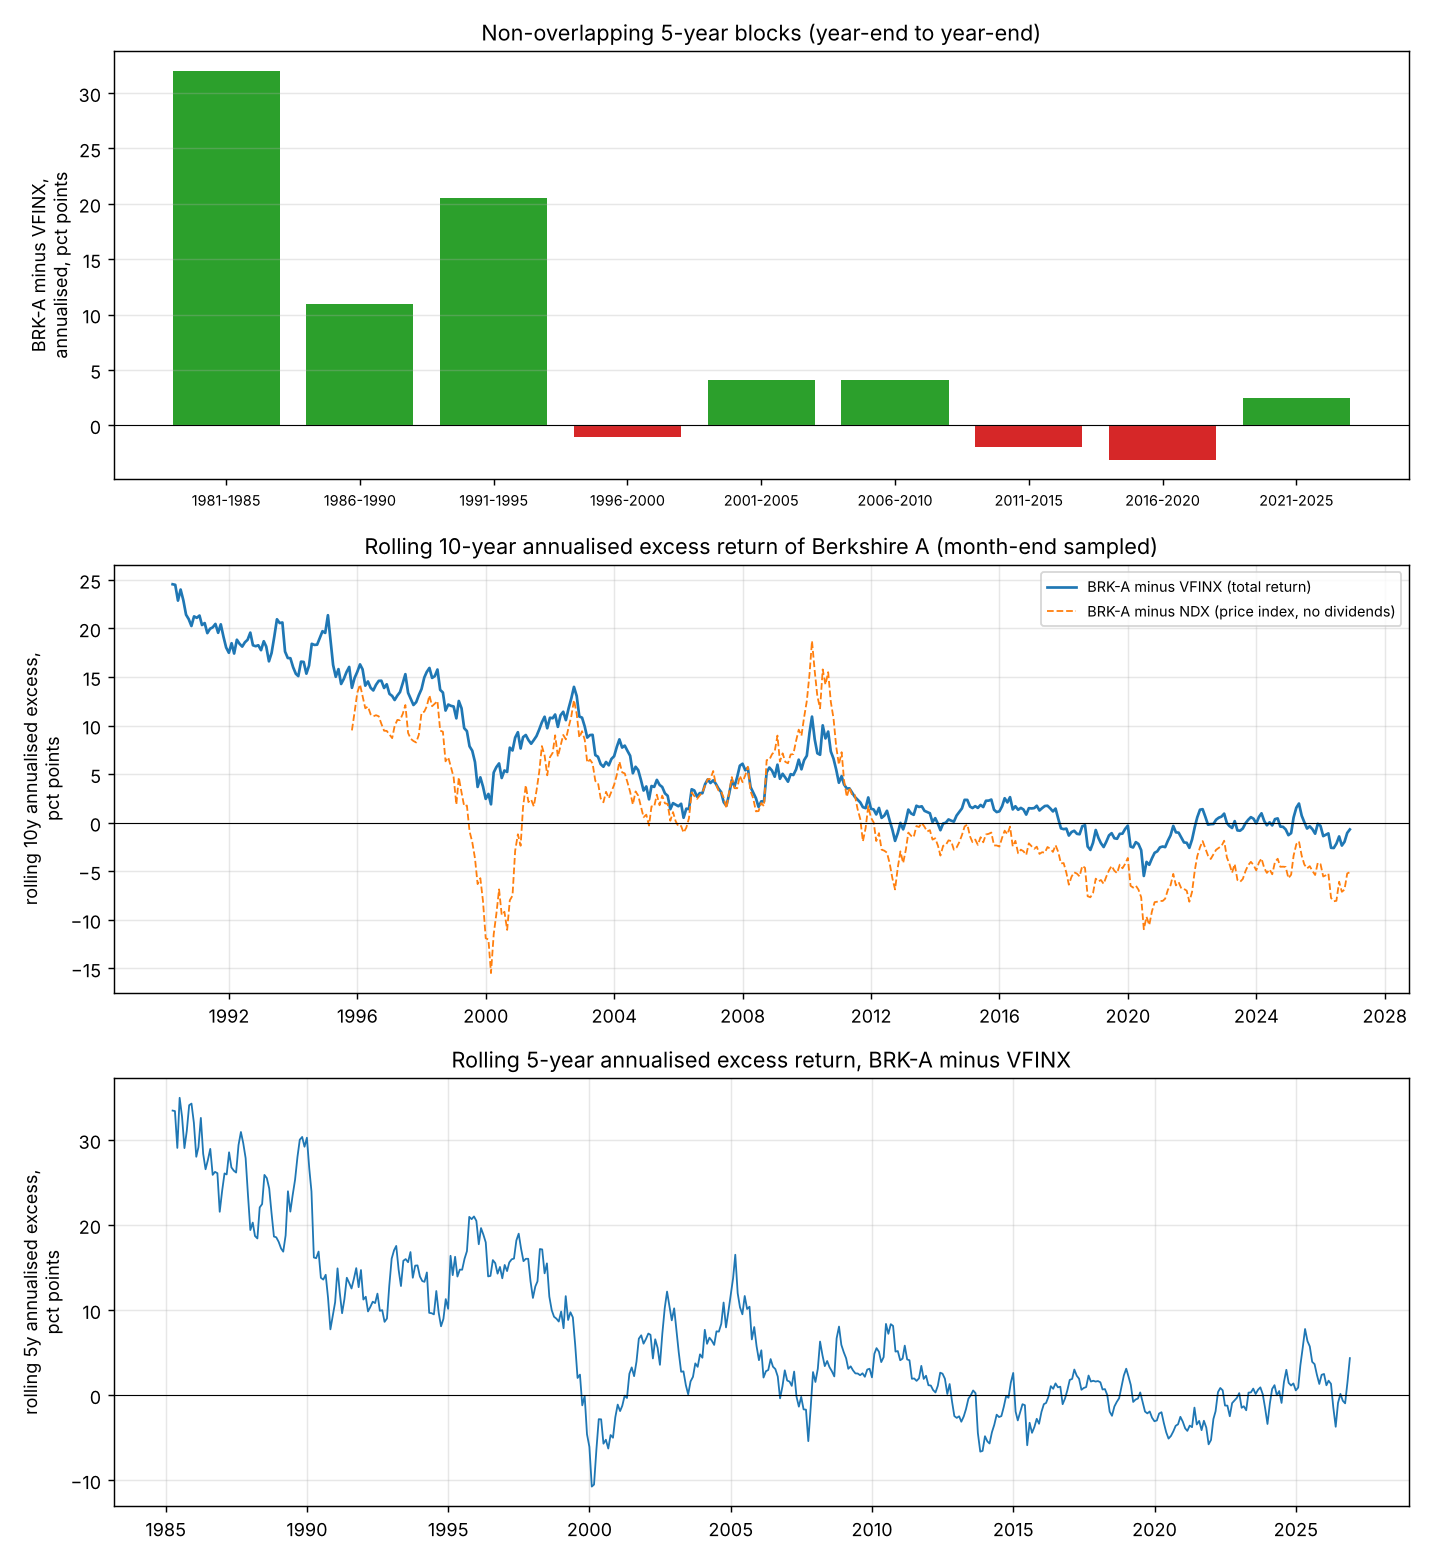 Non-overlapping 5-year blocks (year-end to year-end)
BRK-A minus VFINX,
annualised, pct points
30
25
20
15
10
5
0
1981-1985 1986-1990 1991-1995 1996-2000 2001-2005 2006-2010 2011-2015 2016-2020 2021-2025
Rolling 10-year annualised excess return of Berkshire A (month-end sampled)
BRK-A minus VFINX (total return)
BRK-A minus NDX (price index, no dividends)
rolling 10y annualised excess,
pct points
25
20
15
10
5
0
−5
−10
−15
1992 1996 2000 2004 2008 2012 2016 2020 2024 2028
Rolling 5-year annualised excess return, BRK-A minus VFINX
rolling 5y annualised excess,
pct points
30
20
10
0
−10
1985 1990 1995 2000 2005 2010 2015 2020 2025